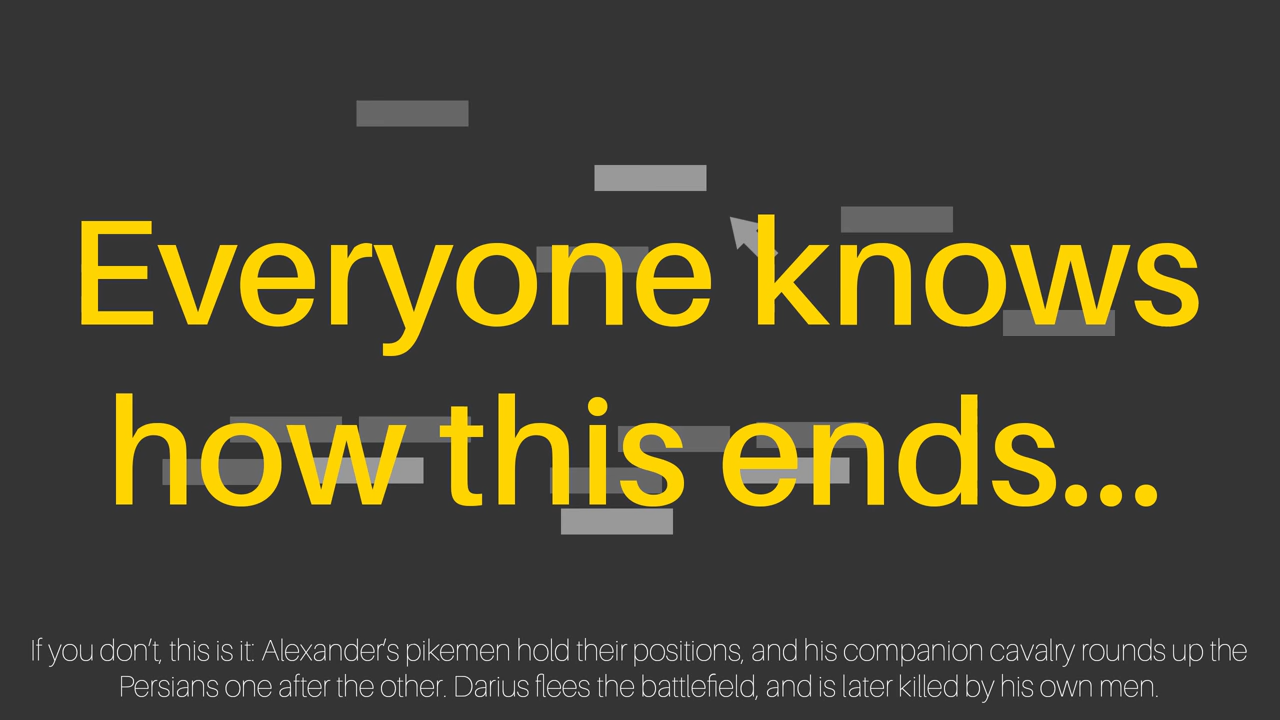 Everyone knows
how this ends...
If you don't, this is it: Alexander's pikemen hold their positions, and his companion cavalry rounds up the
Persians one after the other. Darius flees the battlefield, and is later killed by his own men.